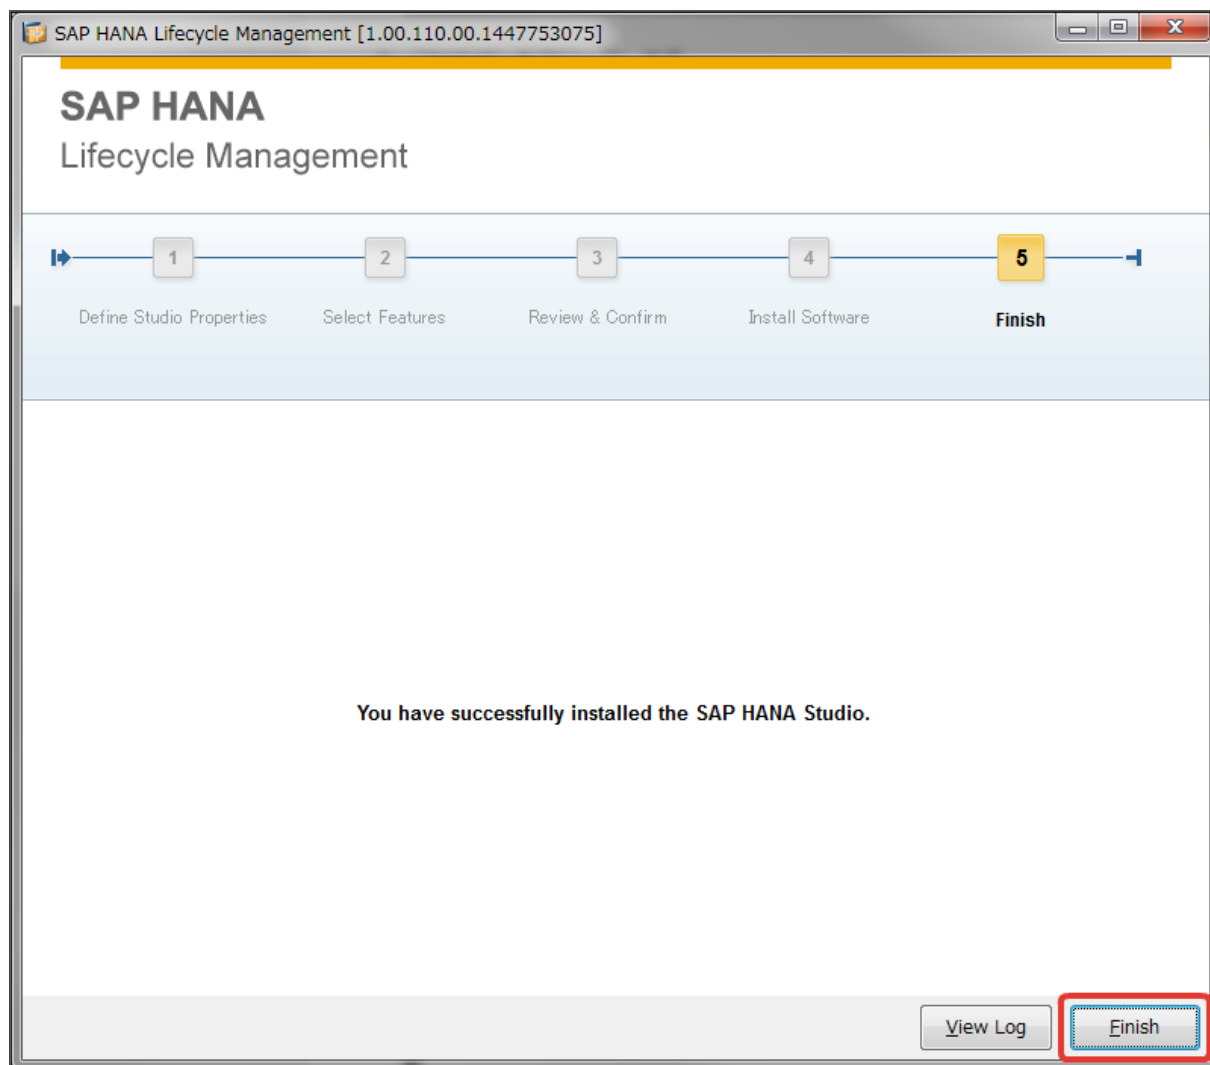 SAP HANA Lifecycle Management [1.00.110.00.1447753075]
SAP HANA
Lifecycle Management
1 2 3 4 5
Define Studio Properties Select Features Review & Confirm Install Software Finish
You have successfully installed the SAP HANA Studio.
View Log Finish